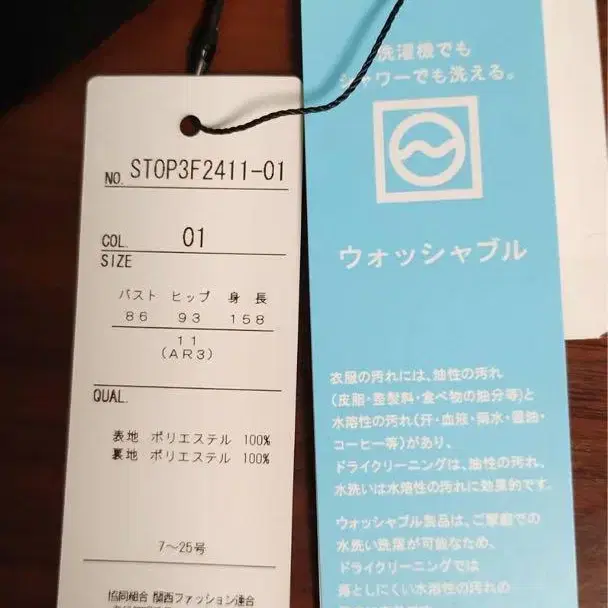 NO. STOP3F2411-01
COL. 01
SIZE
バスト ヒップ 身長
86 93 158
11
(AR3)
QUAL.
表地 ポリエステル 100%
裏地 ポリエステル 100%
7〜25号
協同組合 関西ファッション連合
洗濯機でも
シャワーでも洗える。
ウォッシャブル
衣服の汚れには、油性の汚れ
(皮脂・整髪料・食べ物の油分等)と
水溶性の汚れ(汗・血液・雨水・醤油・
コーヒー等)があり、
ドライクリーニングは、油性の汚れ、
水洗いは水溶性の汚れに効果的です。
ウォッシャブル製品は、ご家庭での
水洗い洗濯が可能なため、
ドライクリーニングでは
落としにくい水溶性の汚れの